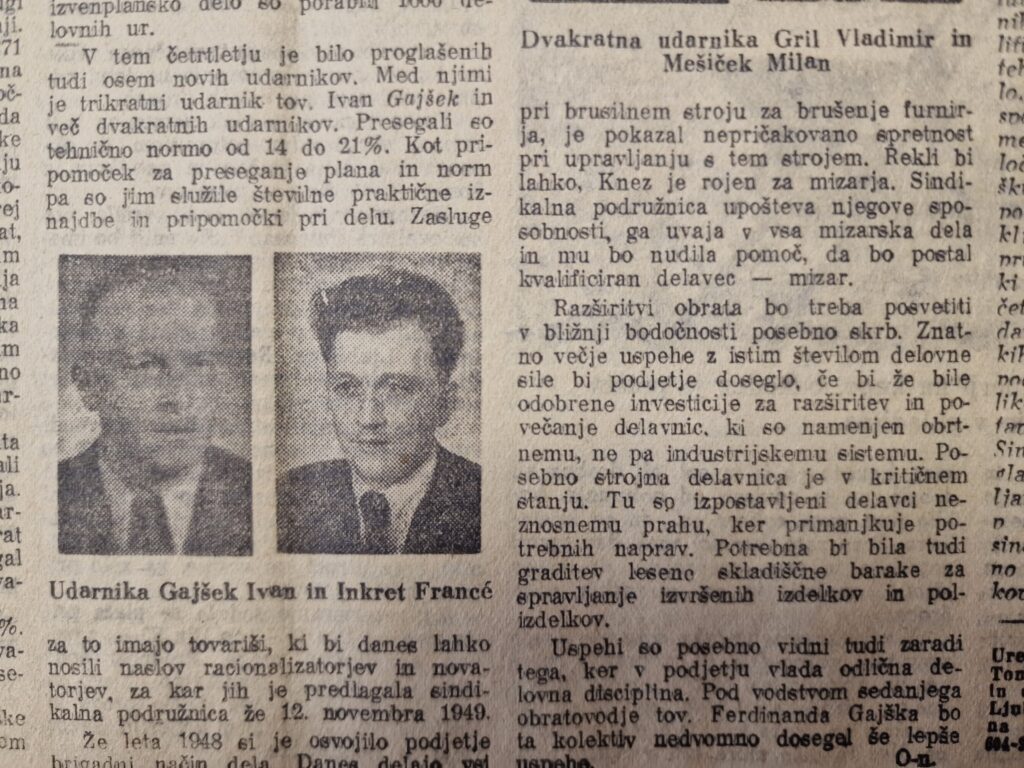 izvenplansko delo so porabili 1000 de-
lovnih ur.
V tem četrtletju je bilo proglašenih
tudi osem novih udarnikov. Med njimi
je trikratni udarnik tov. Ivan Gajšek in
več dvakratnih udarnikov. Presegali so
tehnično normo od 14 do 21%. Kot pri-
pomoček za preseganje plana in norm
pa so jim služile številne praktične iz-
najdbe in pripomočki pri delu. Zasluge
Udarnika Gajšek Ivan in Inkret Francé
za to imajo tovariši, ki bi danes lahko
nosili naslov racionalizatorjev in nova-
torjev, za kar jih je predlagala sindi-
kalna podružnica že 12. novembra 1949.
Že leta 1948 si je osvojilo podjetje
brigadni način dela. Danes delajo vsi
Dvakratna udarnika Gril Vladimir in
Mešiček Milan
pri brusilnem stroju za brušenje furnir-
ja, je pokazal nepričakovano spretnost
pri upravljanju s tem strojem. Rekli bi
lahko, Knez je rojen za mizarja. Sindi-
kalna podružnica upošteva njegove spo-
sobnosti, ga uvaja v vsa mizarska dela
in mu bo nudila pomoč, da bo postal
kvalificiran delavec — mizar.
Razširitvi obrata bo treba posvetiti
v bližnji bodočnosti posebno skrb. Znat-
no večje uspehe z istim številom delovne
sile bi podjetje doseglo, če bi že bile
odobrene investicije za razširitev in po-
večanje delavnic, ki so namenjen obrt-
nemu, ne pa industrijskemu sistemu. Po-
sebno strojna delavnica je v kritičnem
stanju. Tu so izpostavljeni delavci ne-
znosnemu prahu, ker primanjkuje po-
trebnih naprav. Potrebna bi bila tudi
graditev lesene skladiščne barake za
spravljanje izvršenih izdelkov in pol-
izdelkov.
Uspehi so posebno vidni tudi zaradi
tega, ker v podjetju vlada odlična de-
lovna disciplina. Pod vodstvom sedanjega
obratovodje tov. Ferdinanda Gajška bo
ta kolektiv nedvomno dosegal še lepše
uspehe.
O-n.